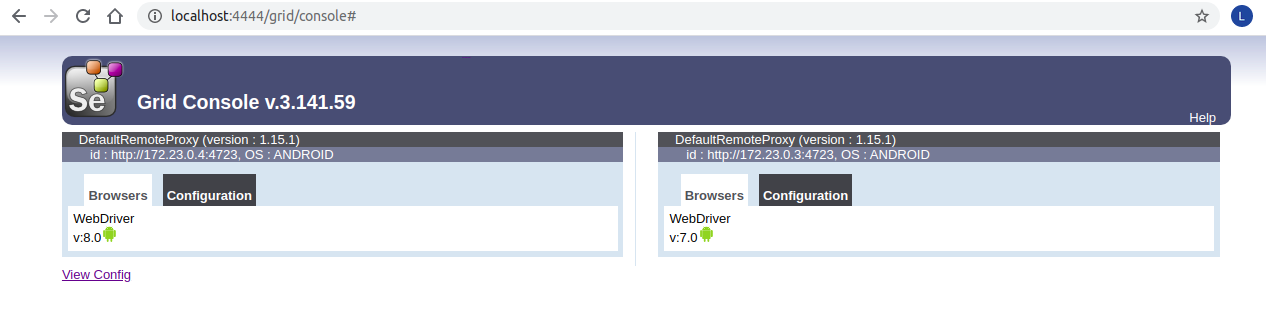 localhost:4444/grid/console#
L
Se
Grid Console v.3.141.59
Help
DefaultRemoteProxy (version : 1.15.1)
id : http://172.23.0.4:4723, OS : ANDROID
Browsers Configuration
WebDriver
v:8.0
DefaultRemoteProxy (version : 1.15.1)
id : http://172.23.0.3:4723, OS : ANDROID
Browsers Configuration
WebDriver
v:7.0
View Config